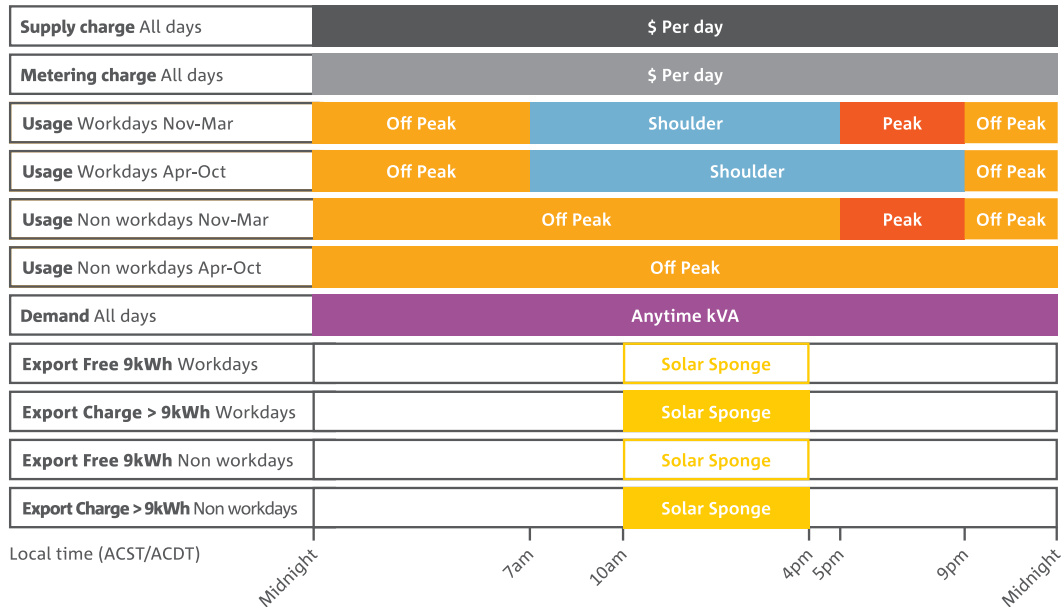 Supply charge All days $ Per day
Metering charge All days $ Per day
Usage Workdays Nov-Mar Off Peak Shoulder Peak Off Peak
Usage Workdays Apr-Oct Off Peak Shoulder Off Peak
Usage Non workdays Nov-Mar Off Peak Peak Off Peak
Usage Non workdays Apr-Oct Off Peak
Demand All days Anytime kVA
Export Free 9kWh Workdays Solar Sponge
Export Charge > 9kWh Workdays Solar Sponge
Export Free 9kWh Non workdays Solar Sponge
Export Charge > 9kWh Non workdays Solar Sponge
Local time (ACST/ACDT) Midnight 7am 10am 4pm 5pm 9pm Midnight